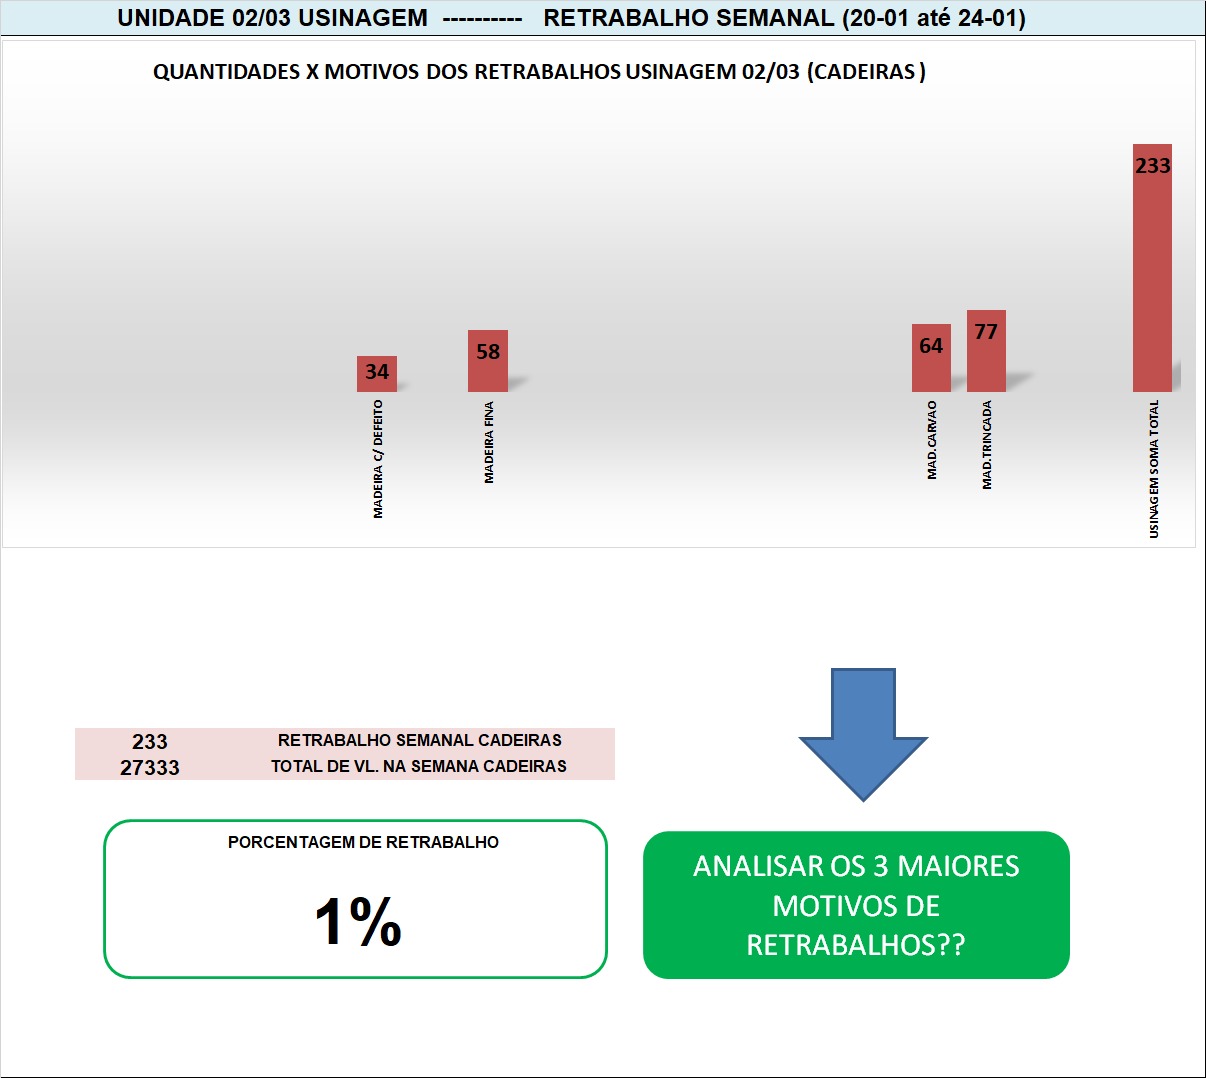 UNIDADE 02/03 USINAGEM ---------- RETRABALHO SEMANAL (20-01 até 24-01)
QUANTIDADES X MOTIVOS DOS RETRABALHOS USINAGEM 02/03 (CADEIRAS )
34
58
64
77
233
MADEIRA C/ DEFEITO
MADEIRA FINA
MAD.CARVAO
MAD.TRINCADA
USINAGEM SOMA TOTAL
233 RETRABALHO SEMANAL CADEIRAS
27333 TOTAL DE VL. NA SEMANA CADEIRAS
PORCENTAGEM DE RETRABALHO
1%
ANALISAR OS 3 MAIORES
MOTIVOS DE
RETRABALHOS??